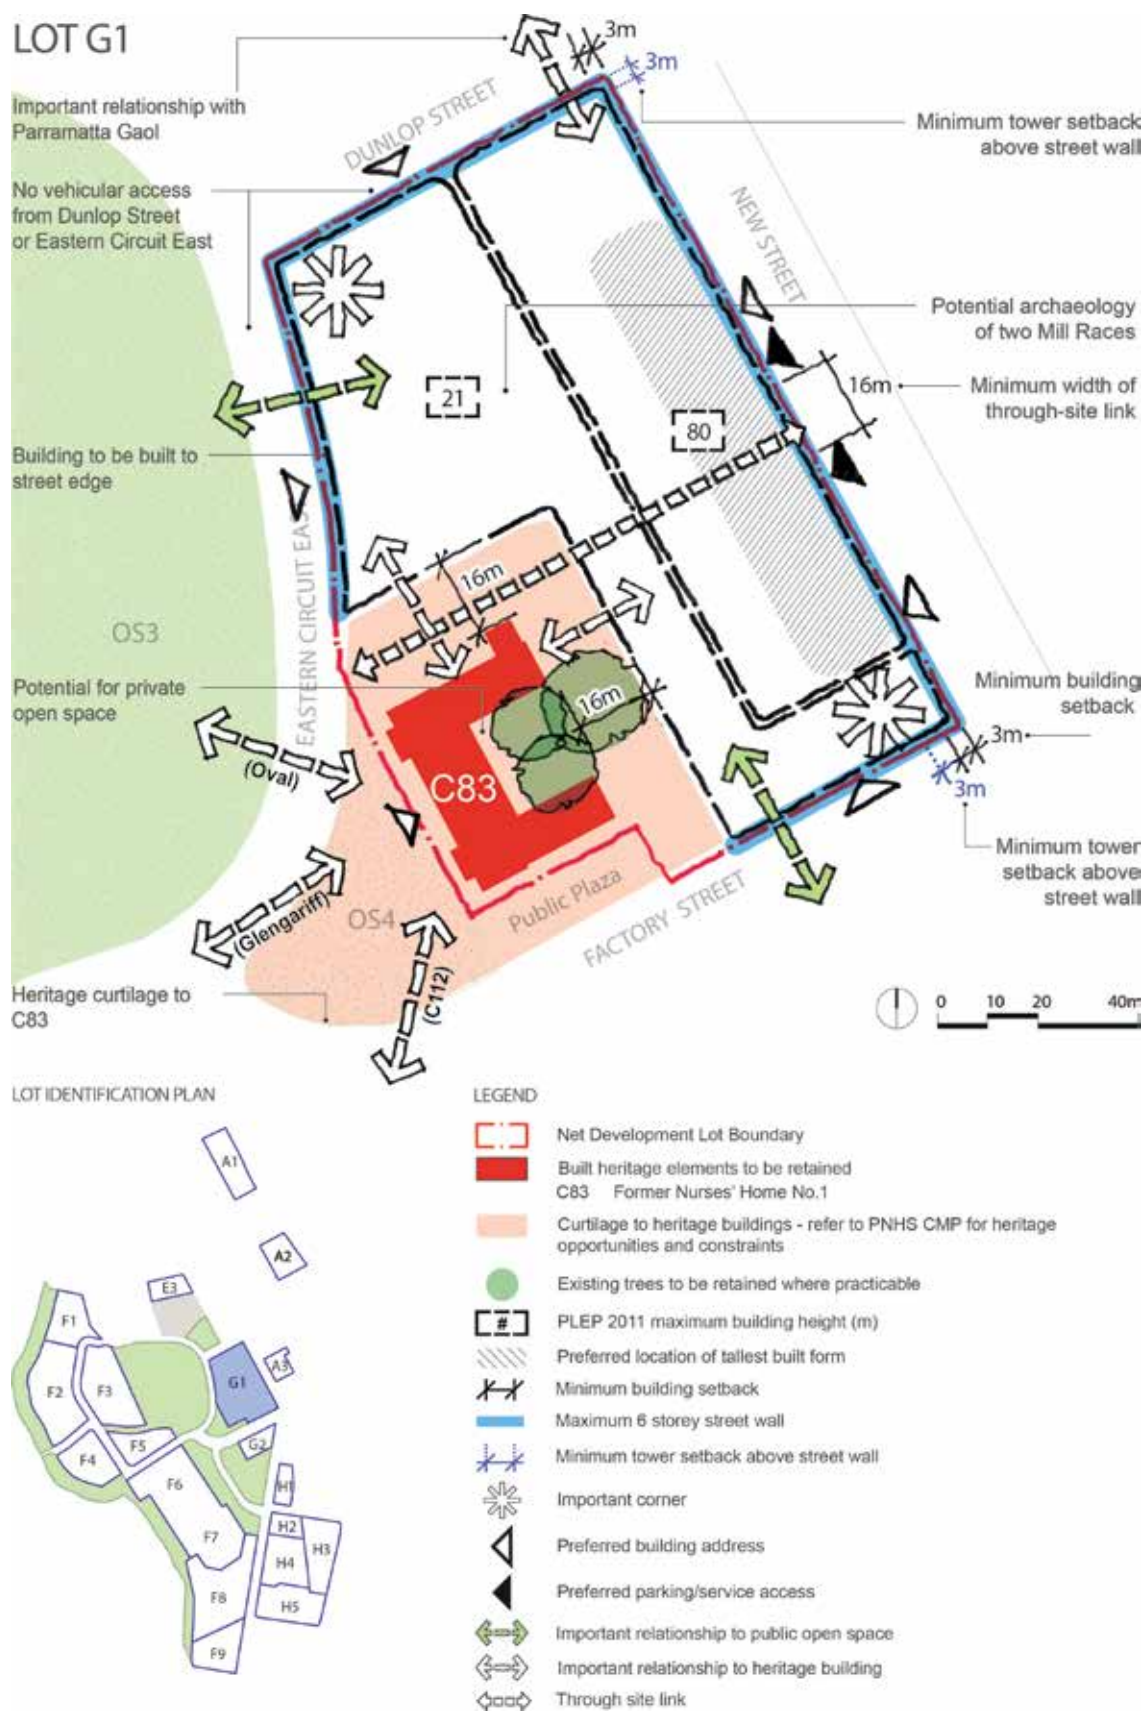 LOT G1
3m
3m
Important relationship with
Parramatta Gaol
DUNLOP STREET
Minimum tower setback
above street wall
No vehicular access
from Dunlop Street
or Eastern Circuit East
NEW STREET
Potential archaeology
of two Mill Races
21
80
16m
Minimum width of
through-site link
Building to be built to
street edge
EASTERN CIRCUIT EAST
16m
OS3
Potential for private
open space
16m
Minimum building
setback
3m
3m
(Oval)
C83
Minimum tower
setback above
street wall
Public Plaza
FACTORY STREET
(Glengariff)
OS4
(C112)
Heritage curtilage to
C83
0 10 20 40m
LOT IDENTIFICATION PLAN
A1
A2
E3
F1
A3
G1
F2
F3
F5
G2
F4
F6
H1
H2
F7
H3
H4
F8
H5
F9
LEGEND
Net Development Lot Boundary
Built heritage elements to be retained
C83 Former Nurses' Home No.1
Curtilage to heritage buildings - refer to PNHS CMP for heritage
opportunities and constraints
Existing trees to be retained where practicable
# PLEP 2011 maximum building height (m)
Preferred location of tallest built form
Minimum building setback
Maximum 6 storey street wall
Minimum tower setback above street wall
Important corner
Preferred building address
Preferred parking/service access
Important relationship to public open space
Important relationship to heritage building
Through site link